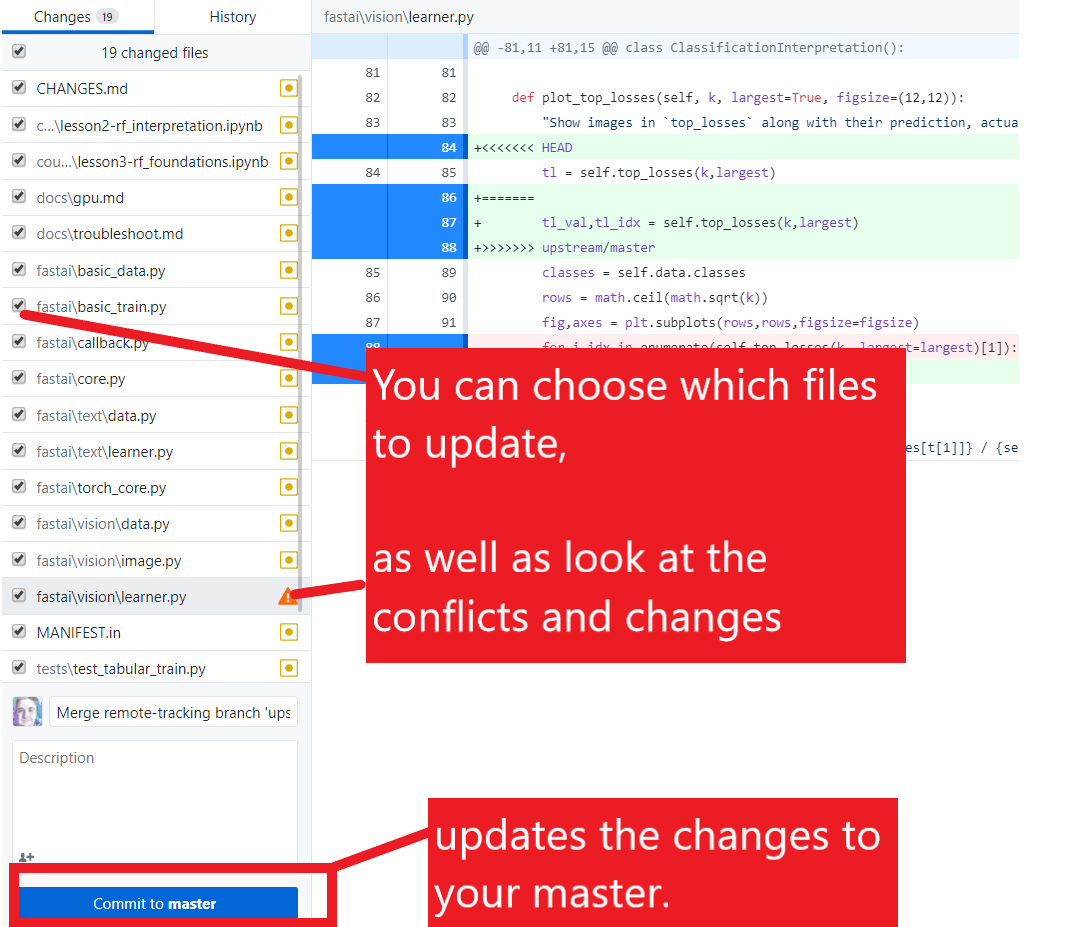 Changes 19 History
19 changed files
CHANGES.md
c...\lesson2-rf_interpretation.ipynb
cou...\lesson3-rf_foundations.ipynb
docs\gpu.md
docs\troubleshoot.md
fastai\basic_data.py
fastai\basic_train.py
fastai\callback.py
fastai\core.py
fastai\text\data.py
fastai\text\learner.py
fastai\torch_core.py
fastai\vision\data.py
fastai\vision\image.py
fastai\vision\learner.py
MANIFEST.in
tests\test_tabular_train.py
Merge remote-tracking branch 'ups
Description
Commit to master
fastai\vision\learner.py
@@ -81,11 +81,15 @@ class ClassificationInterpretation():
81 81
82 82 def plot_top_losses(self, k, largest=True, figsize=(12,12)):
83 83 "Show images in `top_losses` along with their prediction, actua
84 +<<<<<<< HEAD
84 85 tl = self.top_losses(k,largest)
86 +=======
87 + tl_val,tl_idx = self.top_losses(k,largest)
88 +>>>>>>> upstream/master
85 89 classes = self.data.classes
86 90 rows = math.ceil(math.sqrt(k))
87 91 fig,axes = plt.subplots(rows,rows,figsize=figsize)
88 for i,idx in enumerate(self.top_losses(k, largest=largest)[1]):
es[t[1]]} / {se
You can choose which files
to update,
as well as look at the
conflicts and changes
updates the changes to
your master.